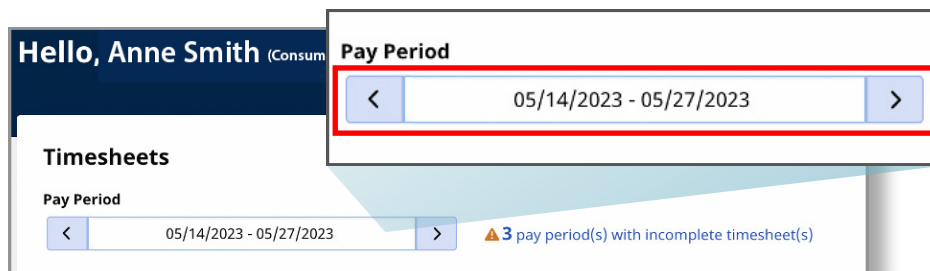 Hello, Anne Smith (Consum
Pay Period
05/14/2023 - 05/27/2023
Timesheets
Pay Period
05/14/2023 - 05/27/2023
3 pay period(s) with incomplete timesheet(s)